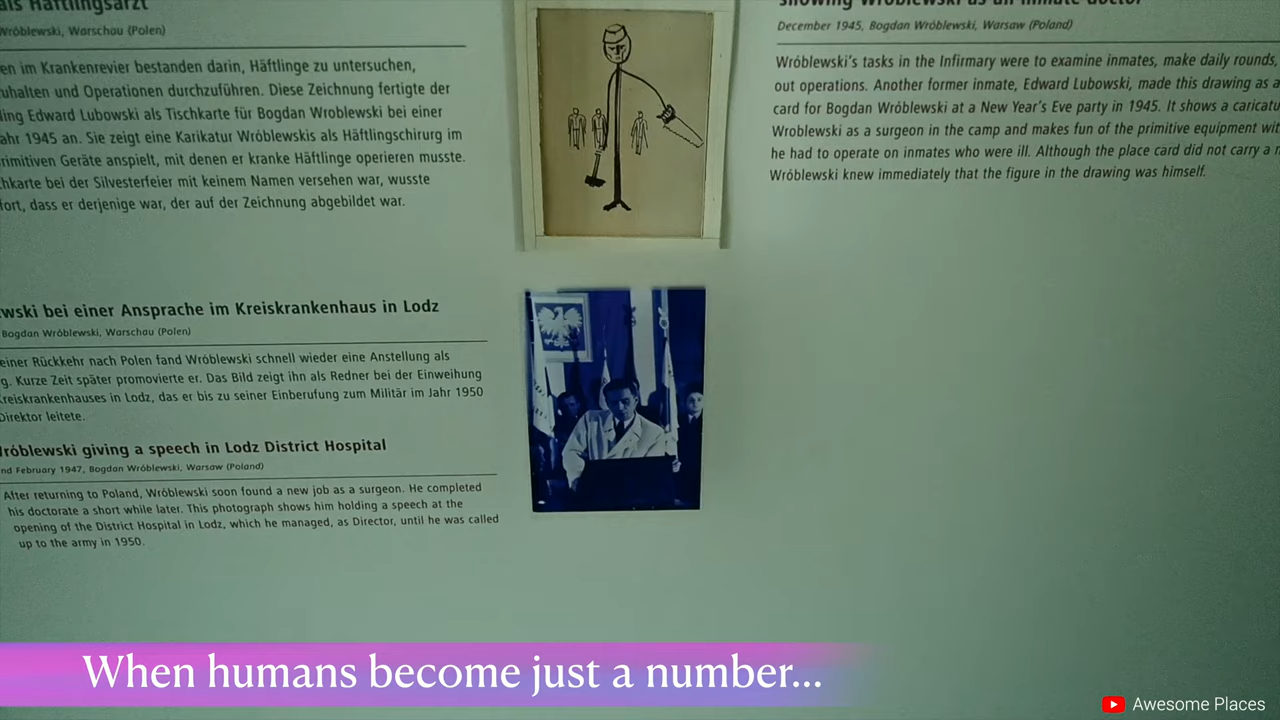 als Häftlingsarzt
Wróblewski, Warschau (Polen)
en im Krankenrevier bestanden darin, Häftlinge zu untersuchen,
uhalten und Operationen durchzuführen. Diese Zeichnung fertigte der
ling Edward Lubowski als Tischkarte für Bogdan Wroblewski bei einer
ahr 1945 an. Sie zeigt eine Karikatur Wróblewskis als Häftlingschirurg im
rimitiven Geräte anspielt, mit denen er kranke Häftlinge operieren musste.
chkarte bei der Silvesterfeier mit keinem Namen versehen war, wusste
fort, dass er derjenige war, der auf der Zeichnung abgebildet war.
showing Wróblewski as an inmate doctor
December 1945, Bogdan Wróblewski, Warsaw (Poland)
Wróblewski's tasks in the Infirmary were to examine inmates, make daily rounds,
out operations. Another former inmate, Edward Lubowski, made this drawing as a
card for Bogdan Wróblewski at a New Year's Eve party in 1945. It shows a caricatu
Wroblewski as a surgeon in the camp and makes fun of the primitive equipment wit
he had to operate on inmates who were ill. Although the place card did not carry a n
Wróblewski knew immediately that the figure in the drawing was himself.
ewski bei einer Ansprache im Kreiskrankenhaus in Lodz
Bogdan Wróblewski, Warschau (Polen)
einer Rückkehr nach Polen fand Wróblewski schnell wieder eine Anstellung als
g. Kurze Zeit später promovierte er. Das Bild zeigt ihn als Redner bei der Einweihung
Kreiskrankenhauses in Lodz, das er bis zu seiner Einberufung zum Militär im Jahr 1950
Direktor leitete.
Wróblewski giving a speech in Lodz District Hospital
nd February 1947, Bogdan Wróblewski, Warsaw (Poland)
After returning to Poland, Wróblewski soon found a new job as a surgeon. He completed
his doctorate a short while later. This photograph shows him holding a speech at the
opening of the District Hospital in Lodz, which he managed, as Director, until he was called
up to the army in 1950.
When humans become just a number...
Awesome Places